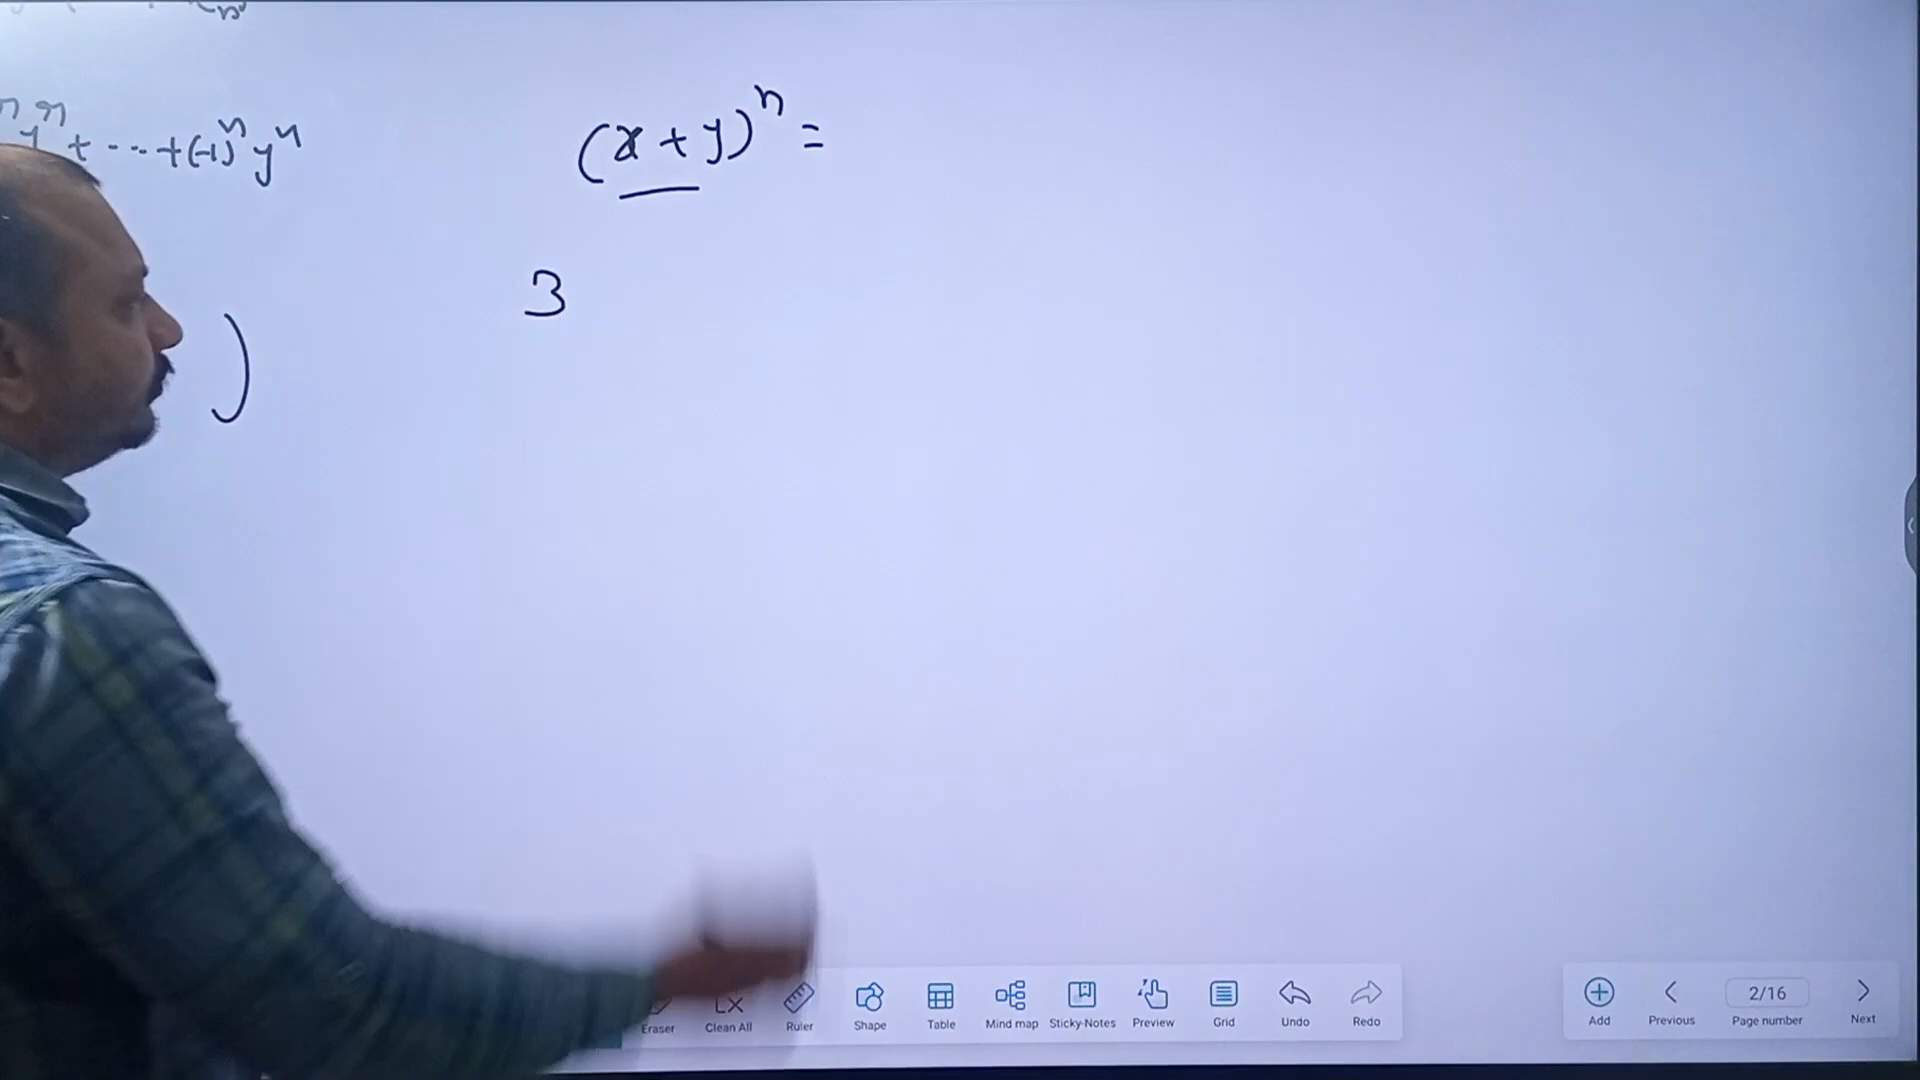 y^n + ... + (-1)^n y^n
(x + y)^n =
)
3
Eraser Clean All Ruler Shape Table Mind map Sticky-Notes Preview Grid Undo Redo
Add Previous 2/16 Page number Next